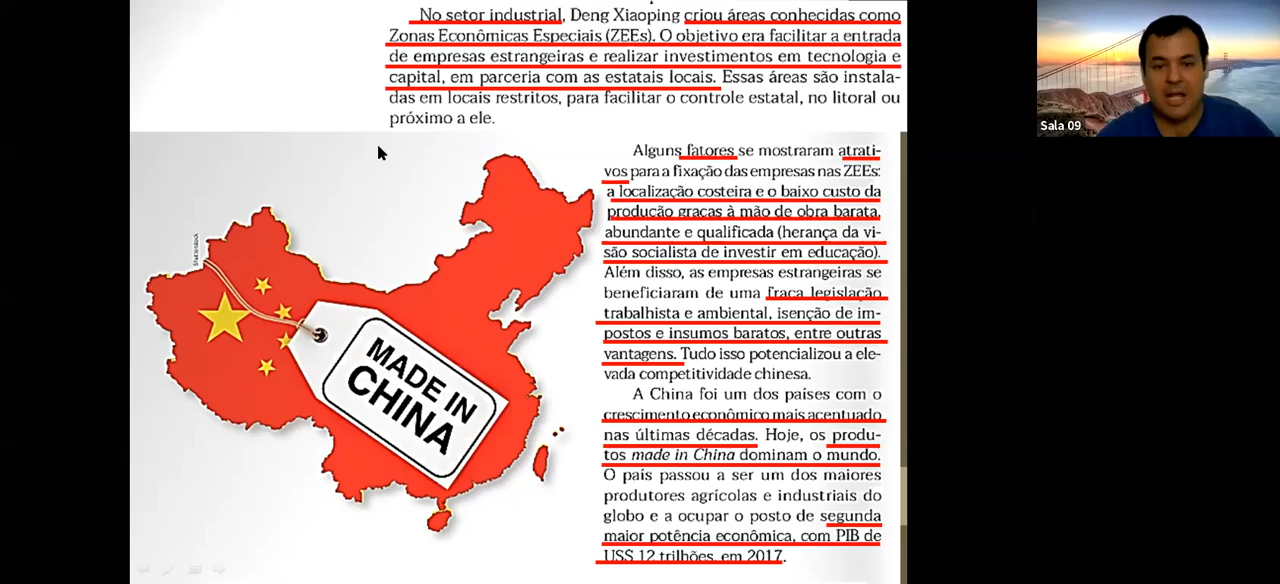 No setor industrial, Deng Xiaoping criou áreas conhecidas como
Zonas Econômicas Especiais (ZEEs). O objetivo era facilitar a entrada
de empresas estrangeiras e realizar investimentos em tecnologia e
capital, em parceria com as estatais locais. Essas áreas são instala-
das em locais restritos, para facilitar o controle estatal, no litoral ou
próximo a ele.
Sala 09
Alguns fatores se mostraram atrati-
vos para a fixação das empresas nas ZEEs:
a localização costeira e o baixo custo da
produção graças à mão de obra barata,
abundante e qualificada (herança da vi-
são socialista de investir em educação).
Além disso, as empresas estrangeiras se
beneficiaram de uma fraca legislação
trabalhista e ambiental, isenção de im-
postos e insumos baratos, entre outras
vantagens. Tudo isso potencializou a ele-
vada competitividade chinesa.
A China foi um dos países com o
crescimento econômico mais acentuado
nas últimas décadas. Hoje, os produ-
tos made in China dominam o mundo.
O país passou a ser um dos maiores
produtores agrícolas e industriais do
globo e a ocupar o posto de segunda
maior potência econômica, com PIB de
US$ 12 trilhões, em 2017.
Shutterstock
MADE IN
CHINA